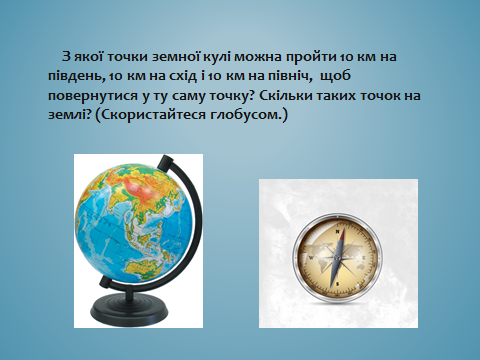 З якої точки земної кулі можна пройти 10 км на
південь, 10 км на схід і 10 км на північ, щоб
повернутися у ту саму точку? Скільки таких точок на
землі? (Скористайтеся глобусом.)
N
E
S
W